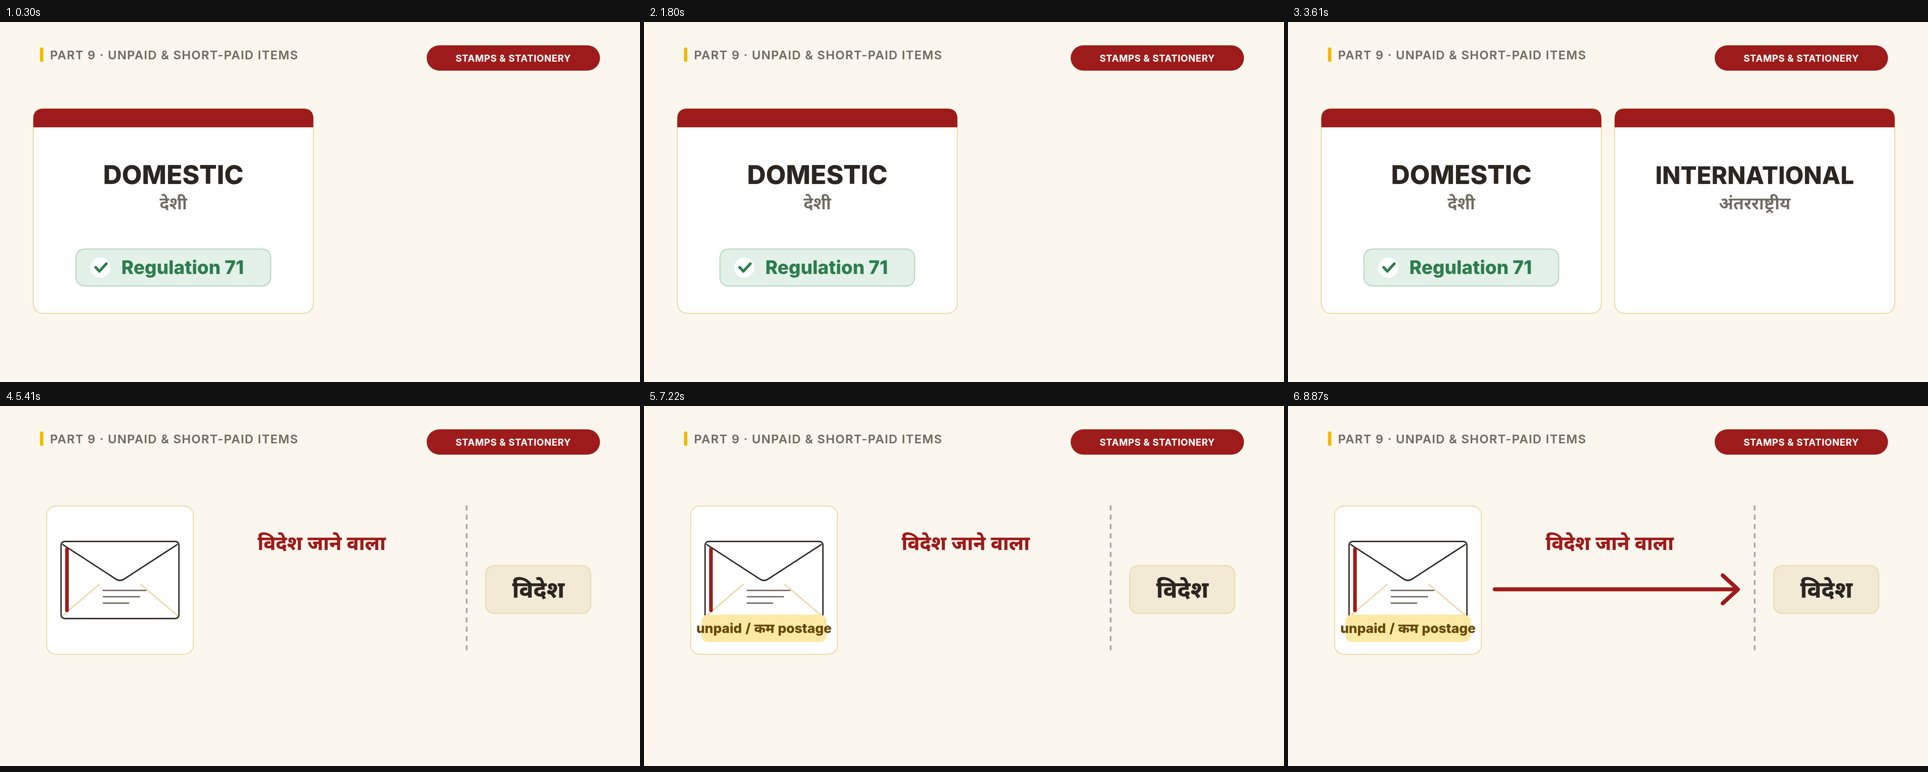 1. 0.30s
PART 9 · UNPAID & SHORT-PAID ITEMS
STAMPS & STATIONERY
DOMESTIC
देशी
Regulation 71
2. 1.80s
PART 9 · UNPAID & SHORT-PAID ITEMS
STAMPS & STATIONERY
DOMESTIC
देशी
Regulation 71
3. 3.61s
PART 9 · UNPAID & SHORT-PAID ITEMS
STAMPS & STATIONERY
DOMESTIC
देशी
Regulation 71
INTERNATIONAL
अंतरराष्ट्रीय
4. 5.41s
PART 9 · UNPAID & SHORT-PAID ITEMS
STAMPS & STATIONERY
विदेश जाने वाला
विदेश
5. 7.22s
PART 9 · UNPAID & SHORT-PAID ITEMS
STAMPS & STATIONERY
विदेश जाने वाला
विदेश
unpaid / कम postage
6. 8.87s
PART 9 · UNPAID & SHORT-PAID ITEMS
STAMPS & STATIONERY
विदेश जाने वाला
विदेश
unpaid / कम postage